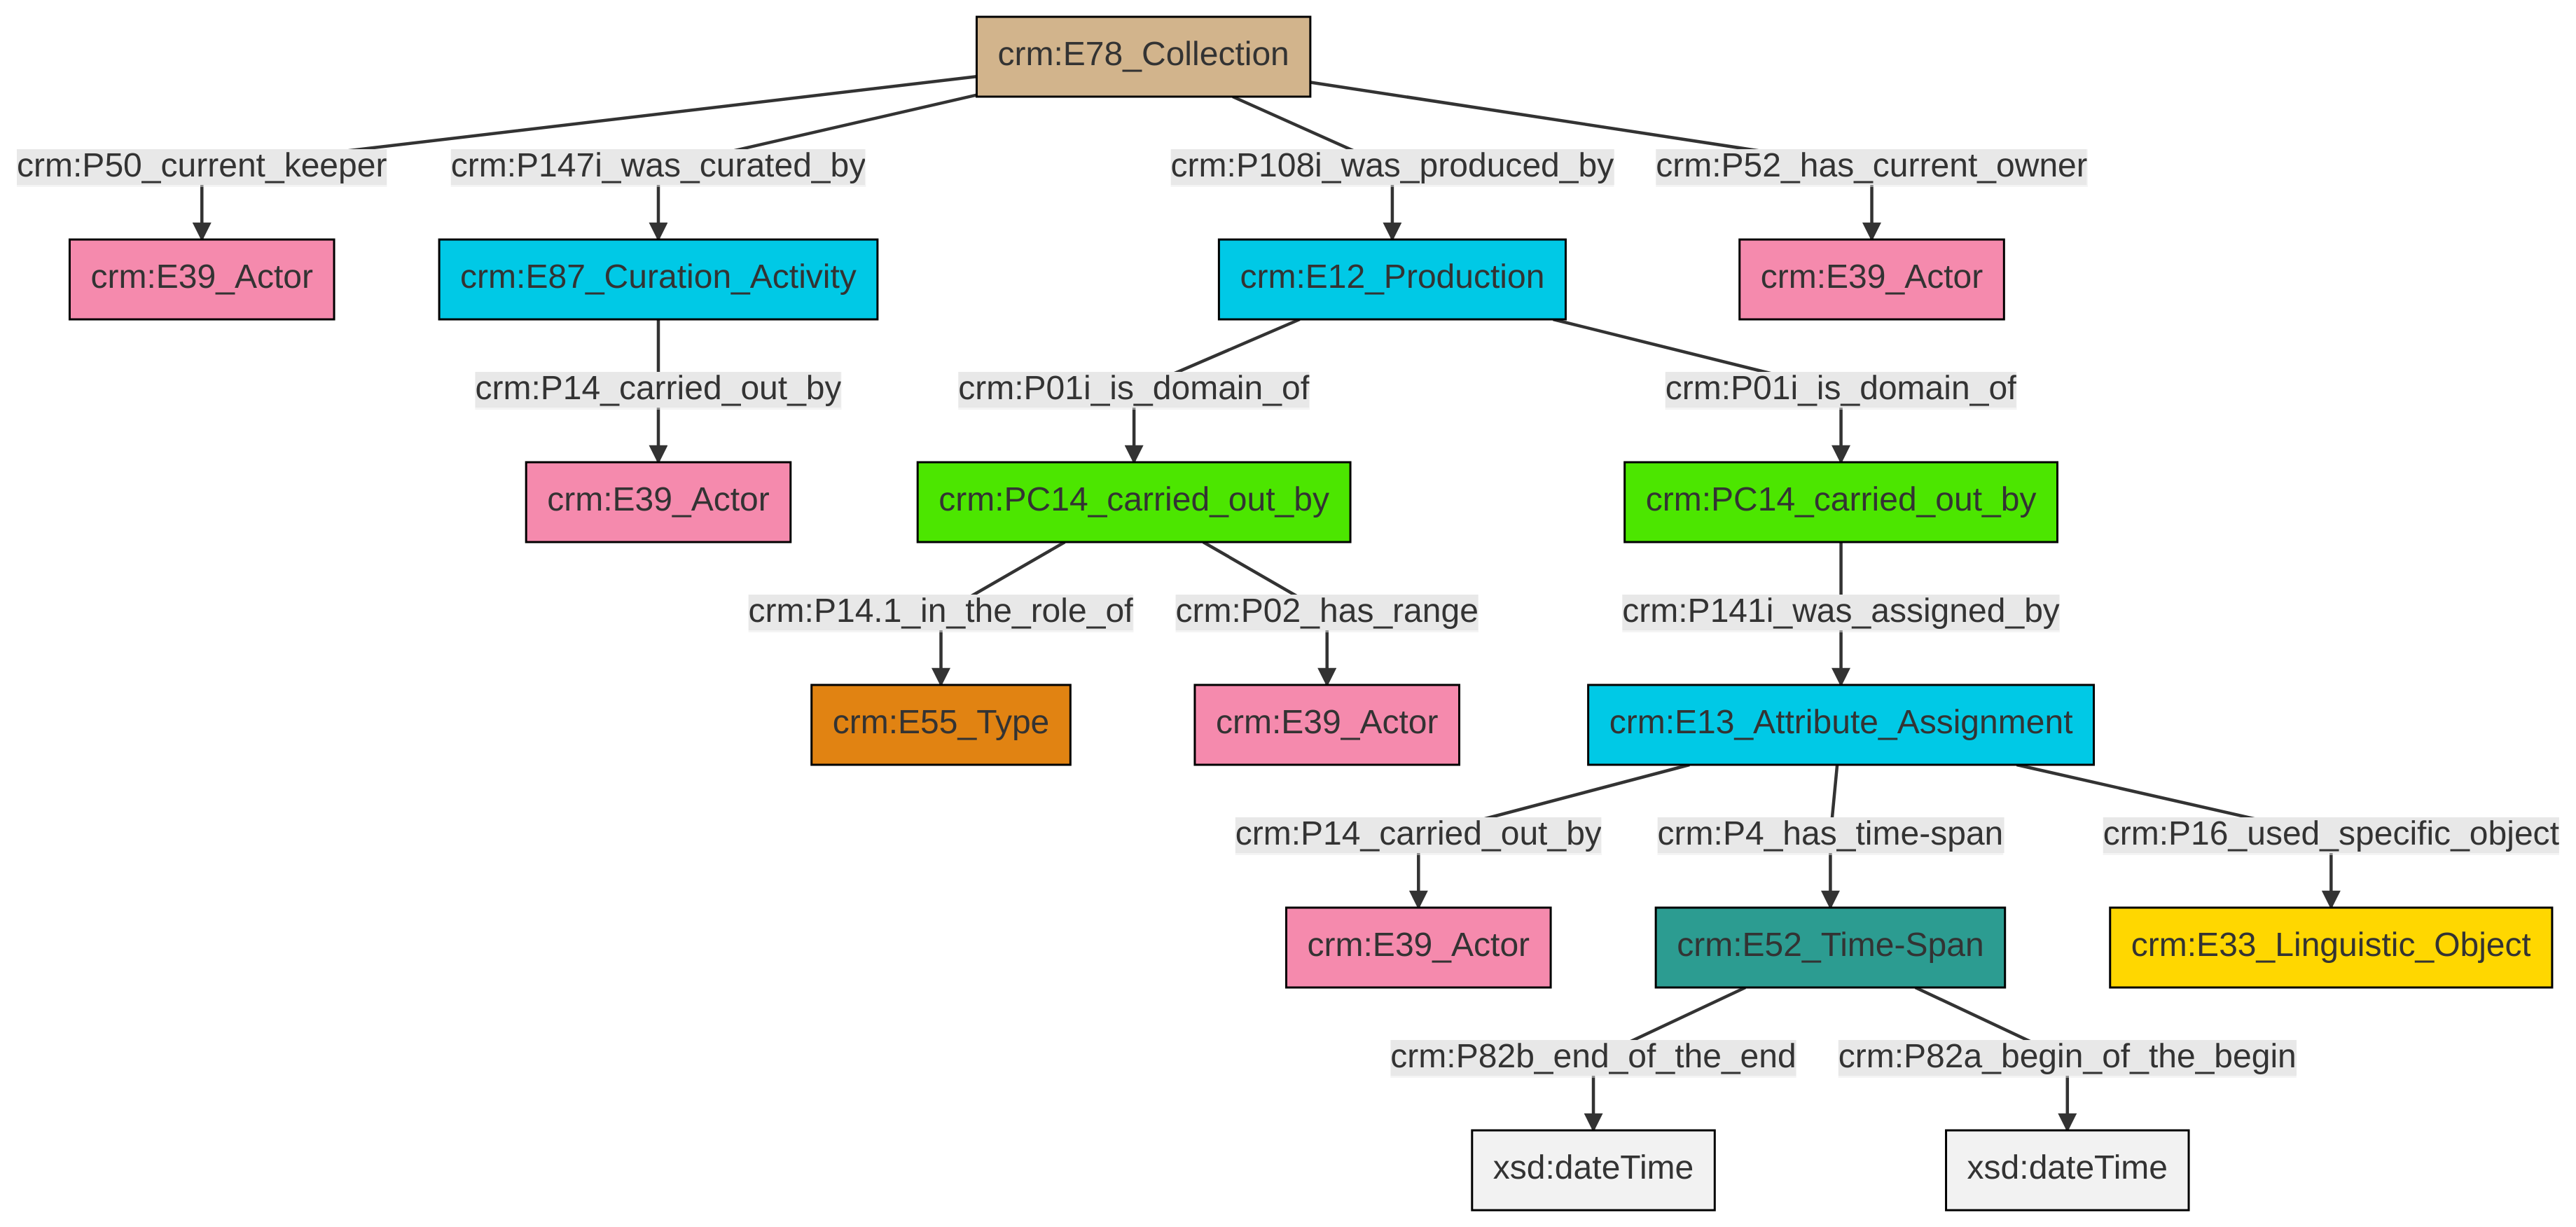 crm:E78_Collection
crm:P50_current_keeper
crm:P147i_was_curated_by
crm:P108i_was_produced_by
crm:P52_has_current_owner
crm:E39_Actor
crm:E87_Curation_Activity
crm:E12_Production
crm:E39_Actor
crm:P14_carried_out_by
crm:P01i_is_domain_of
crm:P01i_is_domain_of
crm:E39_Actor
crm:PC14_carried_out_by
crm:PC14_carried_out_by
crm:P14.1_in_the_role_of
crm:P02_has_range
crm:P141i_was_assigned_by
crm:E55_Type
crm:E39_Actor
crm:E13_Attribute_Assignment
crm:P14_carried_out_by
crm:P4_has_time-span
crm:P16_used_specific_object
crm:E39_Actor
crm:E52_Time-Span
crm:E33_Linguistic_Object
crm:P82b_end_of_the_end
crm:P82a_begin_of_the_begin
xsd:dateTime
xsd:dateTime